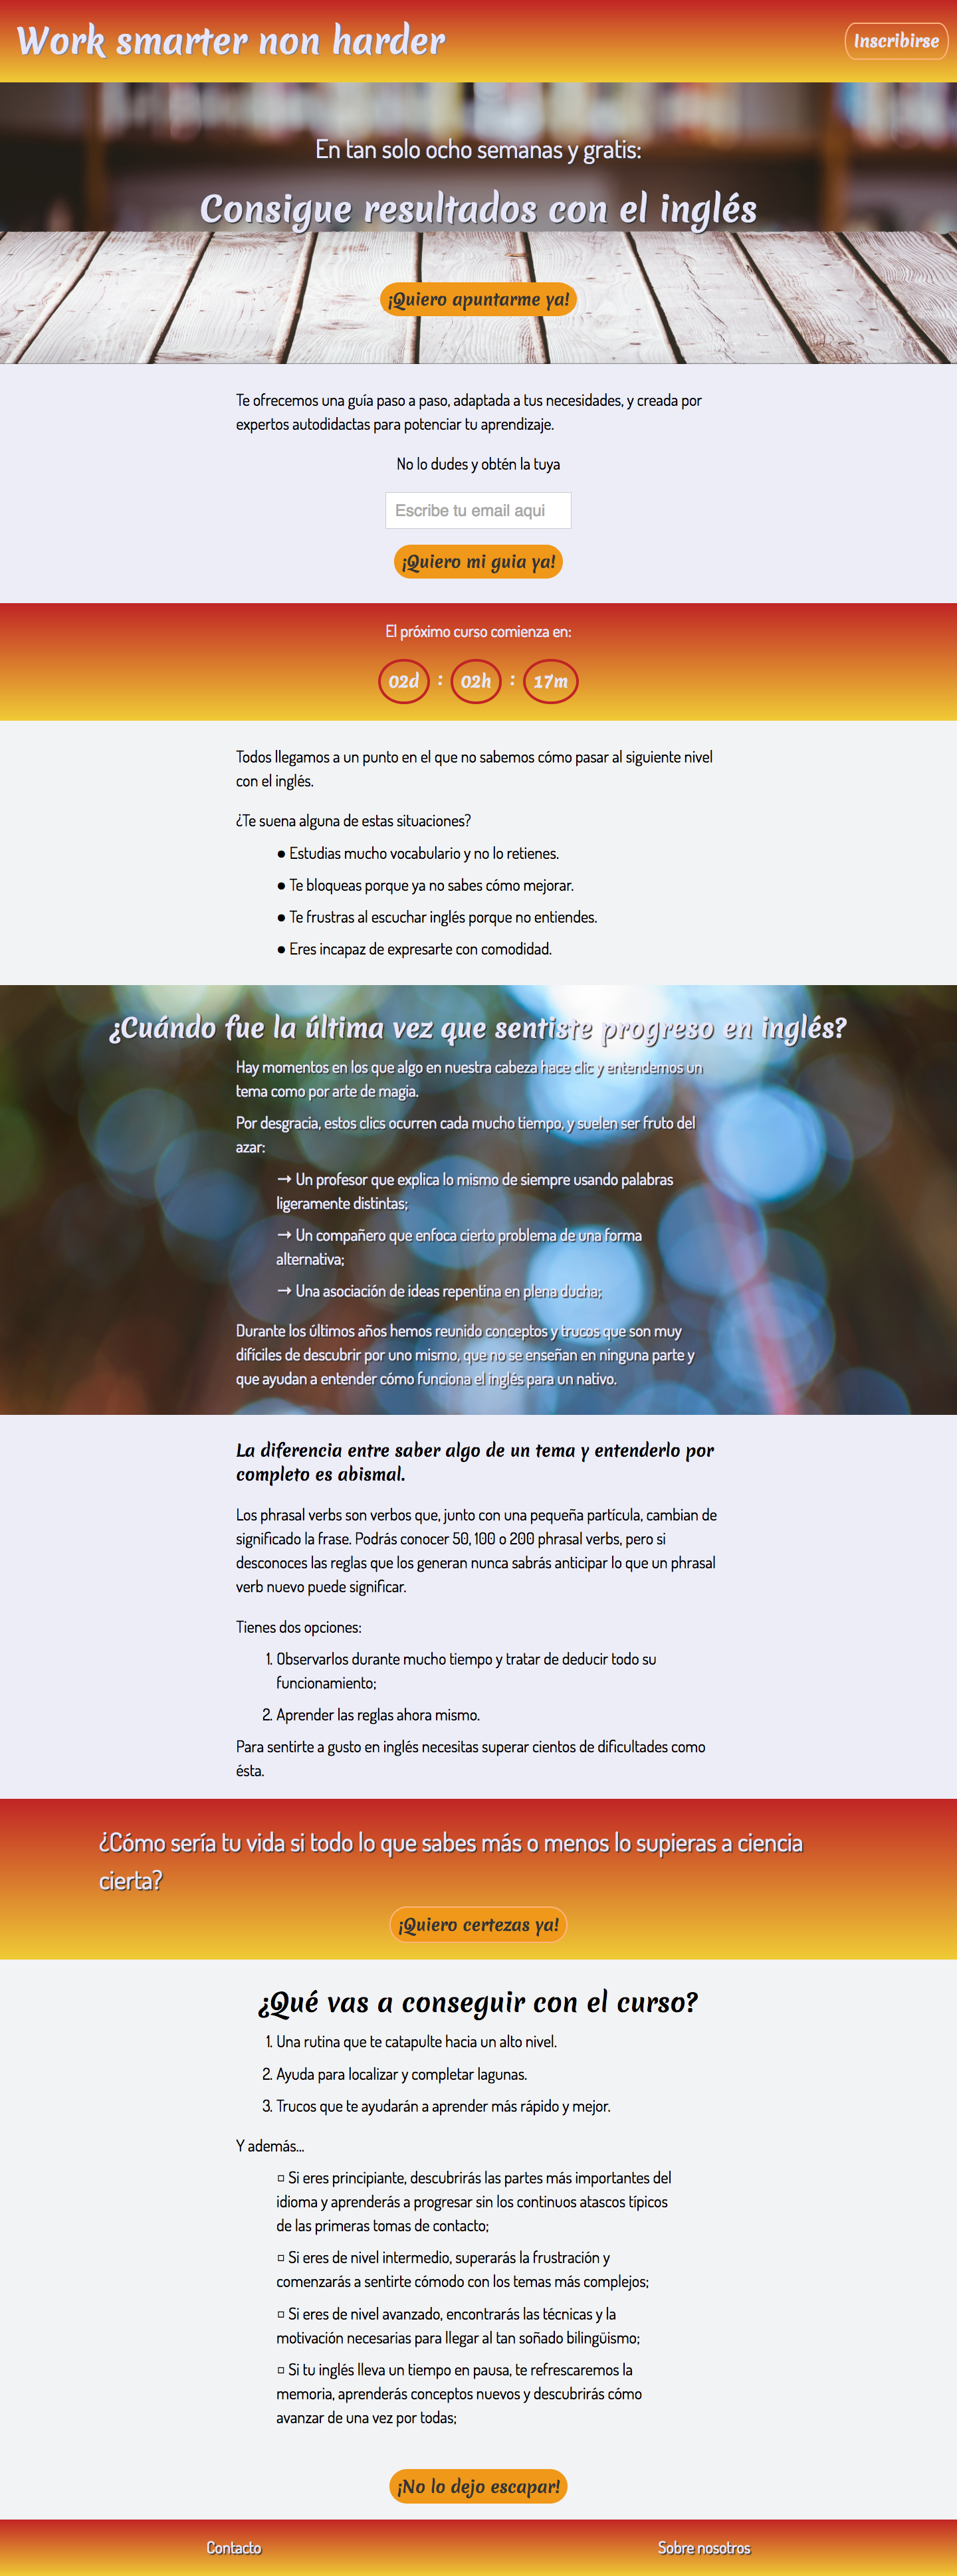 Work smarter non harder
Inscribirse
En tan solo ocho semanas y gratis:
Consigue resultados con el inglés
¡Quiero apuntarme ya!
Te ofrecemos una guía paso a paso, adaptada a tus necesidades, y creada por
expertos autodidactas para potenciar tu aprendizaje.
No lo dudes y obtén la tuya
Escribe tu email aqui
¡Quiero mi guia ya!
El próximo curso comienza en:
02d : 02h : 17m
Todos llegamos a un punto en el que no sabemos cómo pasar al siguiente nivel
con el inglés.
¿Te suena alguna de estas situaciones?
● Estudias mucho vocabulario y no lo retienes.
● Te bloqueas porque ya no sabes cómo mejorar.
● Te frustras al escuchar inglés porque no entiendes.
● Eres incapaz de expresarte con comodidad.
¿Cuándo fue la última vez que sentiste progreso en inglés?
Hay momentos en los que algo en nuestra cabeza hace clic y entendemos un
tema como por arte de magia.
Por desgracia, estos clics ocurren cada mucho tiempo, y suelen ser fruto del
azar:
→ Un profesor que explica lo mismo de siempre usando palabras
ligeramente distintas;
→ Un compañero que enfoca cierto problema de una forma
alternativa;
→ Una asociación de ideas repentina en plena ducha;
Durante los últimos años hemos reunido conceptos y trucos que son muy
difíciles de descubrir por uno mismo, que no se enseñan en ninguna parte y
que ayudan a entender cómo funciona el inglés para un nativo.
La diferencia entre saber algo de un tema y entenderlo por
completo es abismal.
Los phrasal verbs son verbos que, junto con una pequeña partícula, cambian de
significado la frase. Podrás conocer 50, 100 o 200 phrasal verbs, pero si
desconoces las reglas que los generan nunca sabrás anticipar lo que un phrasal
verb nuevo puede significar.
Tienes dos opciones:
1. Observarlos durante mucho tiempo y tratar de deducir todo su
funcionamiento;
2. Aprender las reglas ahora mismo.
Para sentirte a gusto en inglés necesitas superar cientos de dificultades como
ésta.
¿Cómo sería tu vida si todo lo que sabes más o menos lo supieras a ciencia
cierta?
¡Quiero certezas ya!
¿Qué vas a conseguir con el curso?
1. Una rutina que te catapulte hacia un alto nivel.
2. Ayuda para localizar y completar lagunas.
3. Trucos que te ayudarán a aprender más rápido y mejor.
Y además...
▫ Si eres principiante, descubrirás las partes más importantes del
idioma y aprenderás a progresar sin los continuos atascos típicos
de las primeras tomas de contacto;
▫ Si eres de nivel intermedio, superarás la frustración y
comenzarás a sentirte cómodo con los temas más complejos;
▫ Si eres de nivel avanzado, encontrarás las técnicas y la
motivación necesarias para llegar al tan soñado bilingüismo;
▫ Si tu inglés lleva un tiempo en pausa, te refrescaremos la
memoria, aprenderás conceptos nuevos y descubrirás cómo
avanzar de una vez por todas;
¡No lo dejo escapar!
Contacto
Sobre nosotros